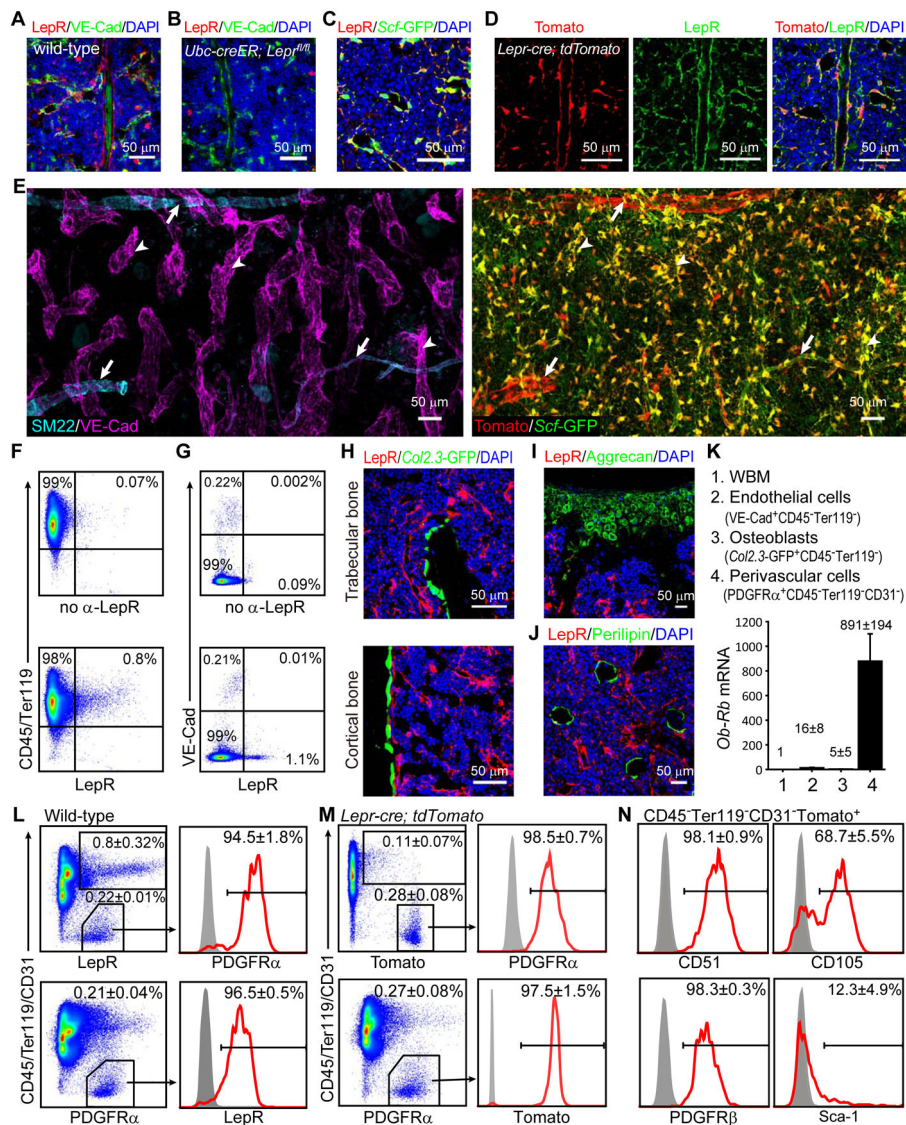 A
LepR/VE-Cad/DAPI
wild-type
50 μm
B
LepR/VE-Cad/DAPI
Ubc-creER; Lepr^fl/fl
50 μm
C
LepR/Scf-GFP
50 μm
D
Tomato
LepR
Tomato/LepR
Lepr-cre; tdTomato
50 μm
50 μm
50 μm
E
SM22/VE-Cad
50 μm
Tomato/Scf-GFP
50 μm
F
99%
0.07%
no α-LepR
98%
0.8%
CD45/Ter119
LepR
G
0.22%
0.002%
99%
0.09%
no α-LepR
0.21%
0.01%
99%
1.1%
VE-Cad
LepR
H
LepR/Col2.3-GFP/DAPI
Trabecular bone
50 μm
Cortical bone
50 μm
I
LepR/Aggrecan/DAPI
50 μm
J
LepR/Perilipin/DAPI
50 μm
K
1. WBM
2. Endothelial cells
(VE-Cad⁺CD45⁻Ter119⁻)
3. Osteoblasts
(Col2.3-GFP⁺CD45⁻Ter119⁻)
4. Perivascular cells
(PDGFRα⁺CD45⁻Ter119⁻CD31⁻)
Ob-Rb mRNA
1200
1000
800
600
400
200
0
1
16±8
5±5
891±194
1 2 3 4
L
Wild-type
0.8±0.32%
0.22±0.01%
LepR
94.5±1.8%
PDGFRα
0.21±0.04%
PDGFRα
96.5±0.5%
LepR
CD45/Ter119/CD31
M
Lepr-cre; tdTomato
0.11±0.07%
0.28±0.08%
Tomato
98.5±0.7%
PDGFRα
0.27±0.08%
PDGFRα
97.5±1.5%
Tomato
CD45/Ter119/CD31
N
CD45⁻Ter119⁻CD31⁻Tomato⁺
98.1±0.9%
CD51
68.7±5.5%
CD105
98.3±0.3%
PDGFRβ
12.3±4.9%
Sca-1